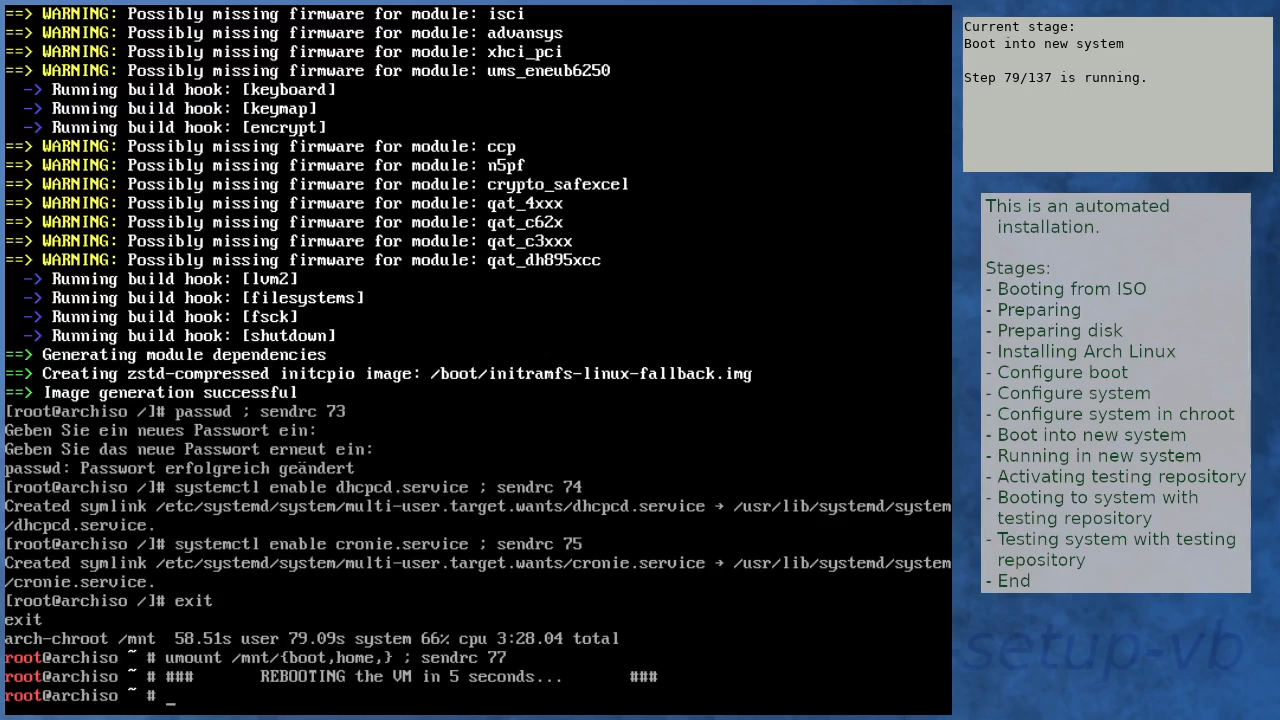 ==> WARNING: Possibly missing firmware for module: isci
==> WARNING: Possibly missing firmware for module: advansys
==> WARNING: Possibly missing firmware for module: xhci_pci
==> WARNING: Possibly missing firmware for module: ums_eneub6250
-> Running build hook: [keyboard]
-> Running build hook: [keymap]
-> Running build hook: [encrypt]
==> WARNING: Possibly missing firmware for module: ccp
==> WARNING: Possibly missing firmware for module: n5pf
==> WARNING: Possibly missing firmware for module: crypto_safexcel
==> WARNING: Possibly missing firmware for module: qat_4xxx
==> WARNING: Possibly missing firmware for module: qat_c62x
==> WARNING: Possibly missing firmware for module: qat_c3xxx
==> WARNING: Possibly missing firmware for module: qat_dh895xcc
-> Running build hook: [lvm2]
-> Running build hook: [filesystems]
-> Running build hook: [fsck]
-> Running build hook: [shutdown]
==> Generating module dependencies
==> Creating zstd-compressed initcpio image: /boot/initramfs-linux-fallback.img
==> Image generation successful
[root@archiso /]# passwd ; sendrc 73
Geben Sie ein neues Passwort ein:
Geben Sie das neue Passwort erneut ein:
passwd: Passwort erfolgreich geändert
[root@archiso /]# systemctl enable dhcpcd.service ; sendrc 74
Created symlink /etc/systemd/system/multi-user.target.wants/dhcpcd.service → /usr/lib/systemd/system
/dhcpcd.service.
[root@archiso /]# systemctl enable cronie.service ; sendrc 75
Created symlink /etc/systemd/system/multi-user.target.wants/cronie.service → /usr/lib/systemd/system
/cronie.service.
[root@archiso /]# exit
exit
arch-chroot /mnt  58.51s user 79.09s system 66% cpu 3:28.04 total
root@archiso ~ # umount /mnt/{boot,home,} ; sendrc 77
root@archiso ~ # ###       REBOOTING the VM in 5 seconds...       ###
root@archiso ~ # _
Current stage:
Boot into new system
Step 79/137 is running.
This is an automated
installation.
Stages:
- Booting from ISO
- Preparing
- Preparing disk
- Installing Arch Linux
- Configure boot
- Configure system
- Configure system in chroot
- Boot into new system
- Running in new system
- Activating testing repository
- Booting to system with
testing repository
- Testing system with testing
repository
- End
setup-vb